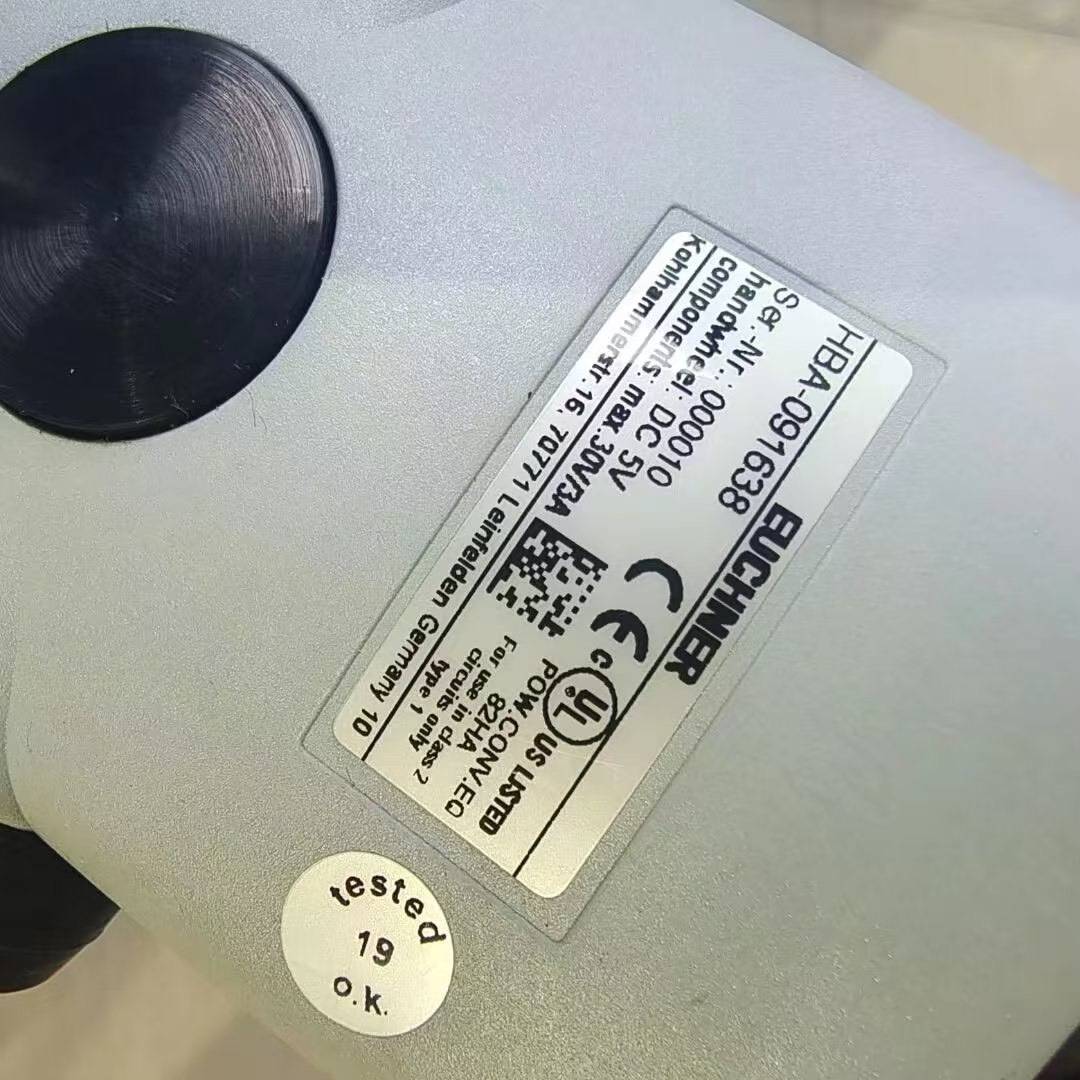 EUCHNER
HBA-091638
Ser.-Nr.: 000010
handwheel: DC 5V
components: max.30V/3A
CE
c UL US LISTED
POW.CONV.EQ
82HA
For use in class 2
circuits only
type 1
Kohlhammerstr.16, 70771 Leinfelden Germany 10
tested
19
o.k.